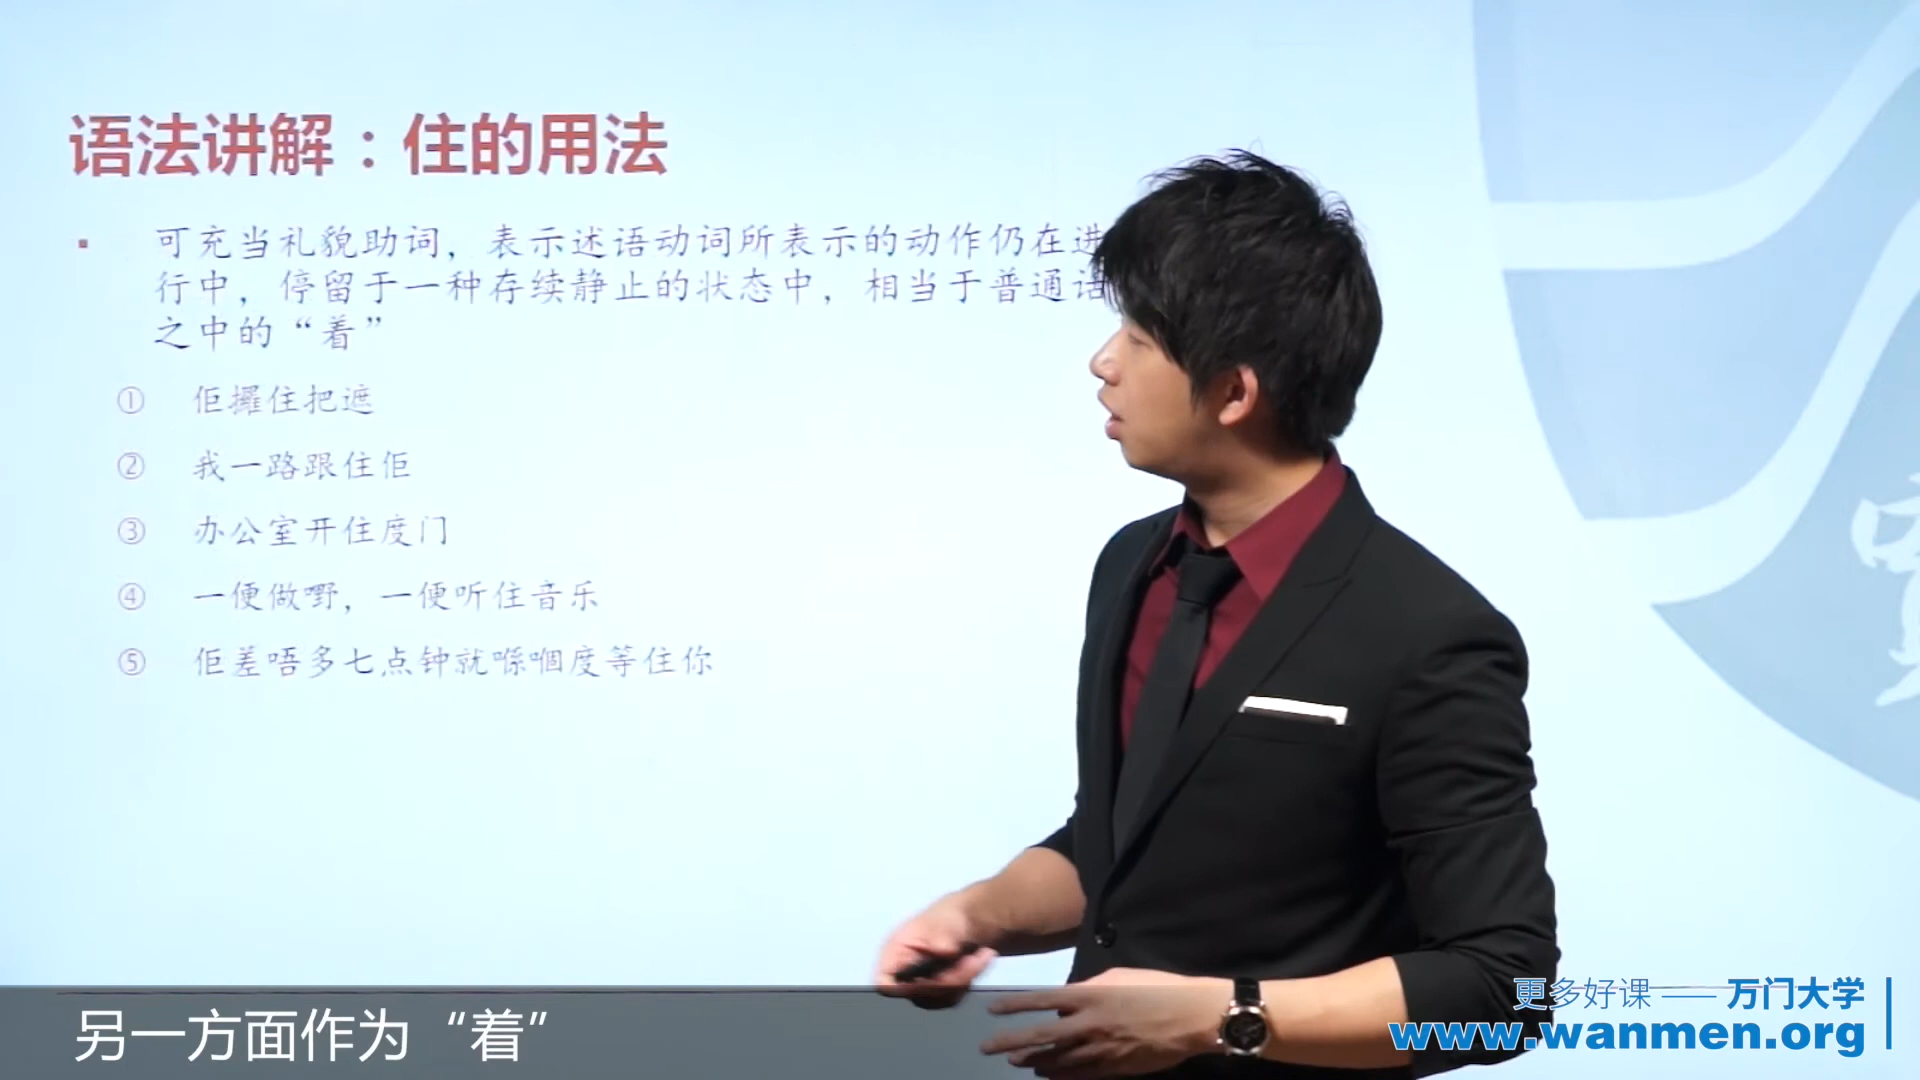 语法讲解：住的用法
▪ 可充当礼貌助词，表示述语动词所表示的动作仍在进
行中，停留于一种存续静止的状态中，相当于普通话
之中的“着”
① 佢攞住把遮
② 我一路跟住佢
③ 办公室开住度门
④ 一便做嘢，一便听住音乐
⑤ 佢差唔多七点钟就喺嗰度等住你
另一方面作为“着”
更多好课 —— 万门大学
www.wanmen.org